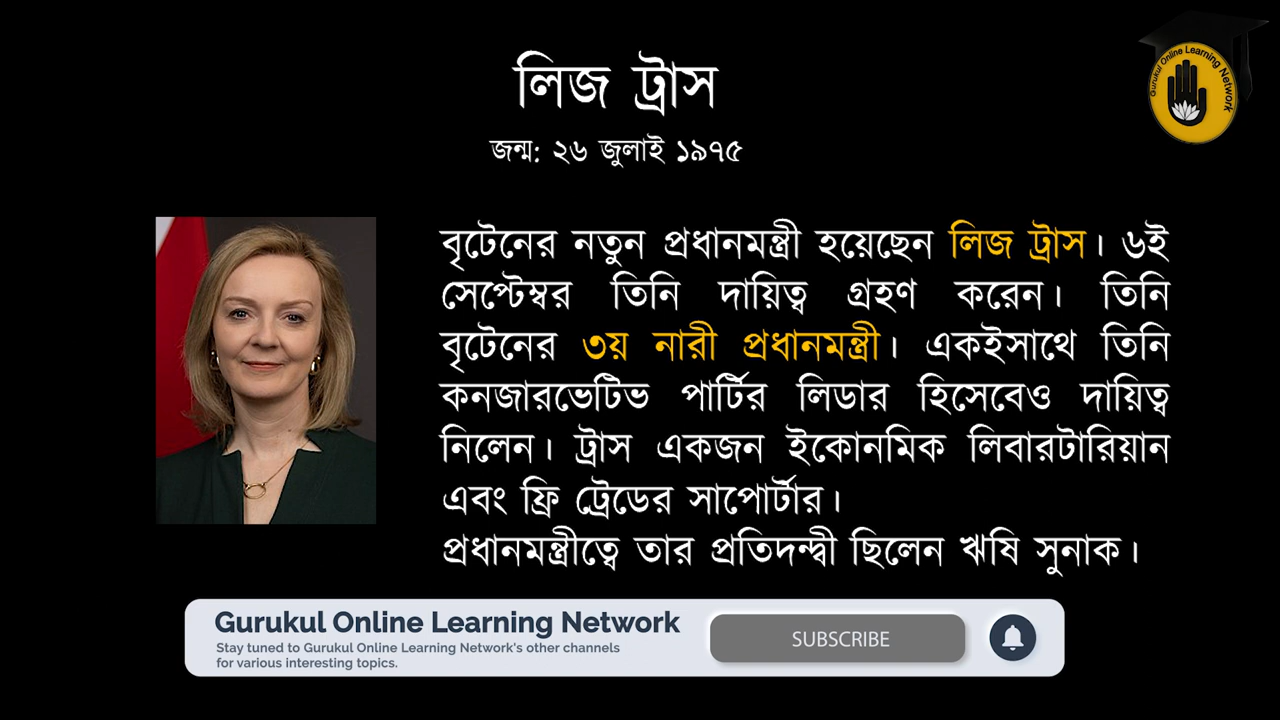 লিজ ট্রাস
জন্ম: ২৬ জুলাই ১৯৭৫
Gurukul Online Learning Network
বৃটেনের নতুন প্রধানমন্ত্রী হয়েছেন লিজ ট্রাস। ৬ই
সেপ্টেম্বর তিনি দায়িত্ব গ্রহণ করেন। তিনি
বৃটেনের ৩য় নারী প্রধানমন্ত্রী। একইসাথে তিনি
কনজারভেটিভ পার্টির লিডার হিসেবেও দায়িত্ব
নিলেন। ট্রাস একজন ইকোনমিক লিবারটারিয়ান
এবং ফ্রি ট্রেডের সাপোর্টার।
প্রধানমন্ত্রীত্বে তার প্রতিদন্দ্বী ছিলেন ঋষি সুনাক।
Gurukul Online Learning Network
Stay tuned to Gurukul Online Learning Network's other channels
for various interesting topics.
SUBSCRIBE